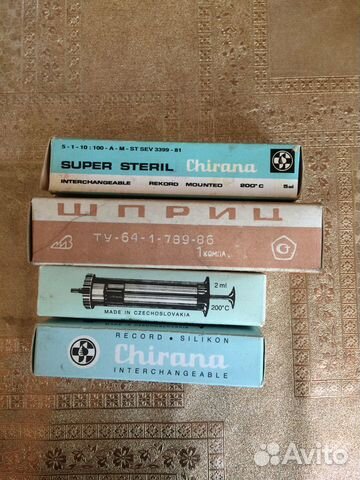 5-1-10:100-A-M-ST SEV 3399-81
SUPER STERIL Chirana
INTERCHANGEABLE REKORD MOUNTED 200°C 5ml
ШПРИЦ
ТУ-64-1-789-86
1 компл.
2 ml
200°C
MADE IN CZECHOSLOVAKIA
RECORD • SILIKON
Chirana
INTERCHANGEABLE
Avito